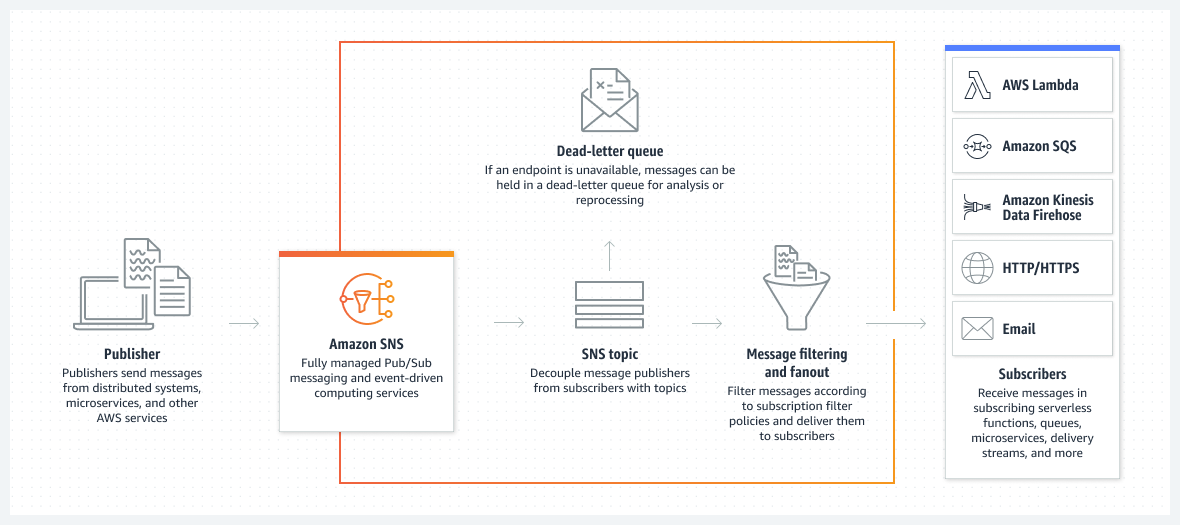 Dead-letter queue
If an endpoint is unavailable, messages can be
held in a dead-letter queue for analysis or
reprocessing
Publisher
Publishers send messages
from distributed systems,
microservices, and other
AWS services
Amazon SNS
Fully managed Pub/Sub
messaging and event-driven
computing services
SNS topic
Decouple message publishers
from subscribers with topics
Message filtering
and fanout
Filter messages according
to subscription filter
policies and deliver them
to subscribers
AWS Lambda
Amazon SQS
Amazon Kinesis
Data Firehose
HTTP/HTTPS
Email
Subscribers
Receive messages in
subscribing serverless
functions, queues,
microservices, delivery
streams, and more